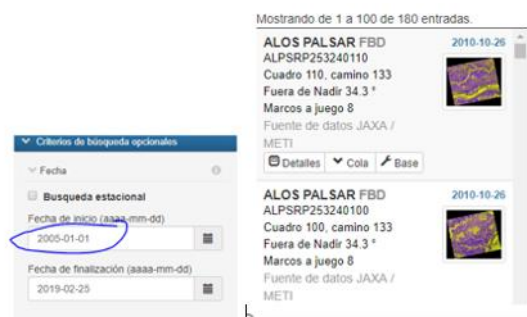 Criterios de búsqueda opcionales
Fecha
Busqueda estacional
Fecha de inicio (aaaa-mm-dd)
2005-01-01
Fecha de finalización (aaaa-mm-dd)
2019-02-25
Mostrando de 1 a 100 de 180 entradas.
ALOS PALSAR FBD 2010-10-26
ALPSRP253240110
Cuadro 110, camino 133
Fuera de Nadir 34.3 °
Marcos a juego 8
Fuente de datos JAXA /
METI
Detalles Cola Base
ALOS PALSAR FBD 2010-10-26
ALPSRP253240100
Cuadro 100, camino 133
Fuera de Nadir 34.3 °
Marcos a juego 8
Fuente de datos JAXA /
METI